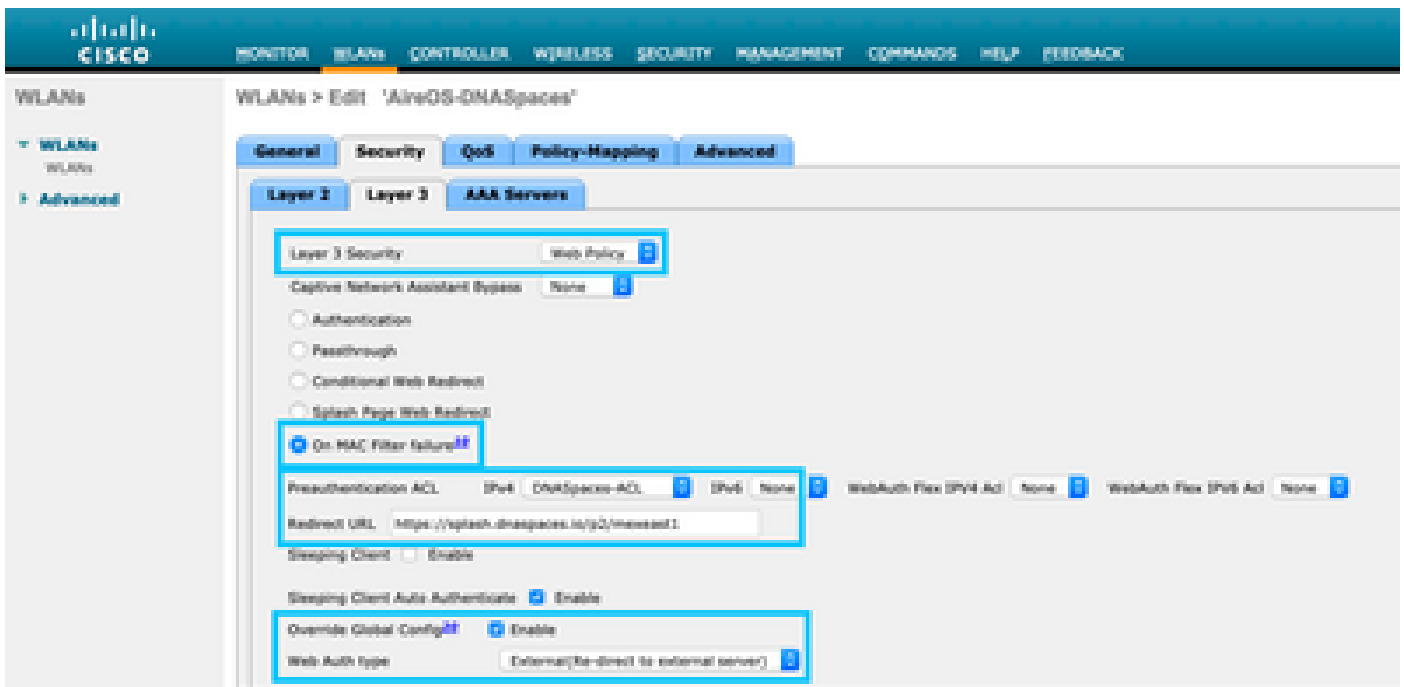 CISCO
MONITOR WLANs CONTROLLER WIRELESS SECURITY MANAGEMENT COMMANDS HELP FEEDBACK
WLANs
WLANs > Edit 'AireOS-DNASpaces'
WLANs
WLANs
Advanced
General Security QoS Policy-Mapping Advanced
Layer 2 Layer 3 AAA Servers
Layer 3 Security Web Policy
Captive Network Assistant Bypass None
Authentication
Passthrough
Conditional Web Redirect
Splash Page Web Redirect
On MAC Filter failure
Preauthentication ACL IPv4 DNASpaces-ACL IPv6 None WebAuth Flex IPv4 Acl None WebAuth Flex IPv6 Acl None
Redirect URL https://splash.dnaspaces.io/p2/mexeast1
Sleeping Client Enable
Sleeping Client Auto Authenticate Enable
Override Global Config Enable
Web Auth type External(Re-direct to external server)